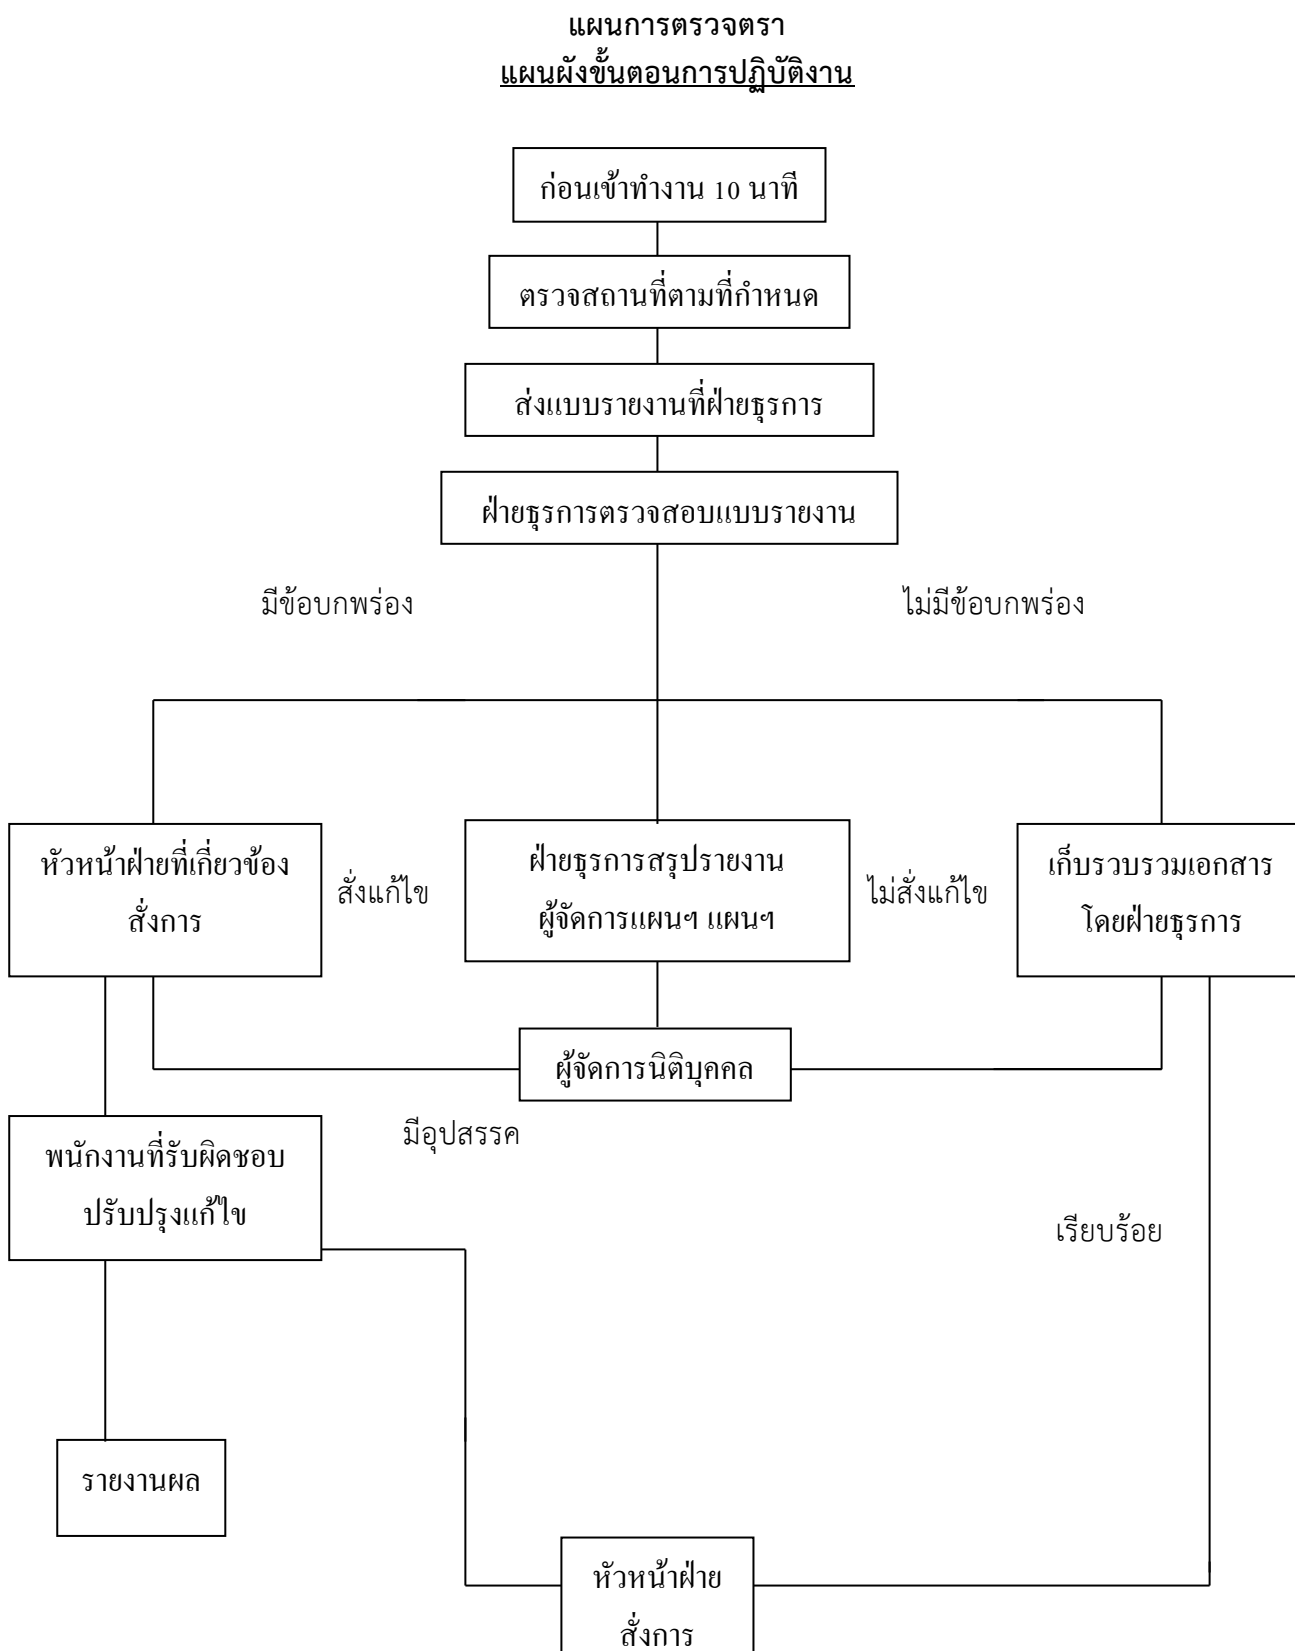 แผนการตรวจตรา
แผนผังขั้นตอนการปฏิบัติงาน
ก่อนเข้าทำงาน 10 นาที
ตรวจสถานที่ตามที่กำหนด
ส่งแบบรายงานที่ฝ่ายธุรการ
ฝ่ายธุรการตรวจสอบแบบรายงาน
มีข้อบกพร่อง
ไม่มีข้อบกพร่อง
หัวหน้าฝ่ายที่เกี่ยวข้อง
สั่งการ
สั่งแก้ไข
ฝ่ายธุรการสรุปรายงาน
ผู้จัดการแผนฯ แผนฯ
ไม่สั่งแก้ไข
เก็บรวบรวมเอกสาร
โดยฝ่ายธุรการ
ผู้จัดการนิติบุคคล
มีอุปสรรค
พนักงานที่รับผิดชอบ
ปรับปรุงแก้ไข
เรียบร้อย
รายงานผล
หัวหน้าฝ่าย
สั่งการ